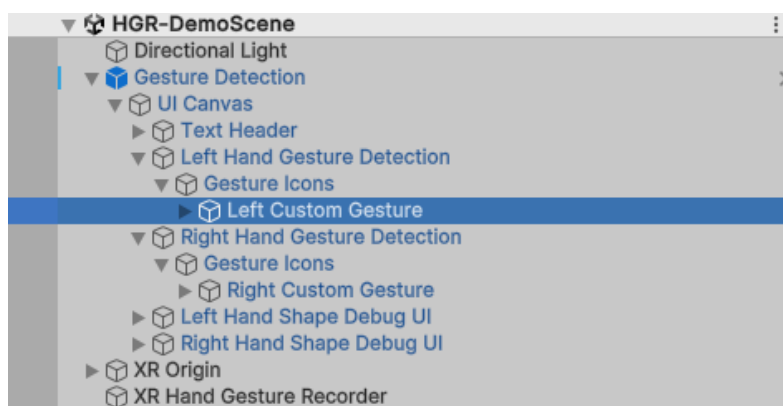 HGR-DemoScene
Directional Light
Gesture Detection
UI Canvas
Text Header
Left Hand Gesture Detection
Gesture Icons
Left Custom Gesture
Right Hand Gesture Detection
Gesture Icons
Right Custom Gesture
Left Hand Shape Debug UI
Right Hand Shape Debug UI
XR Origin
XR Hand Gesture Recorder